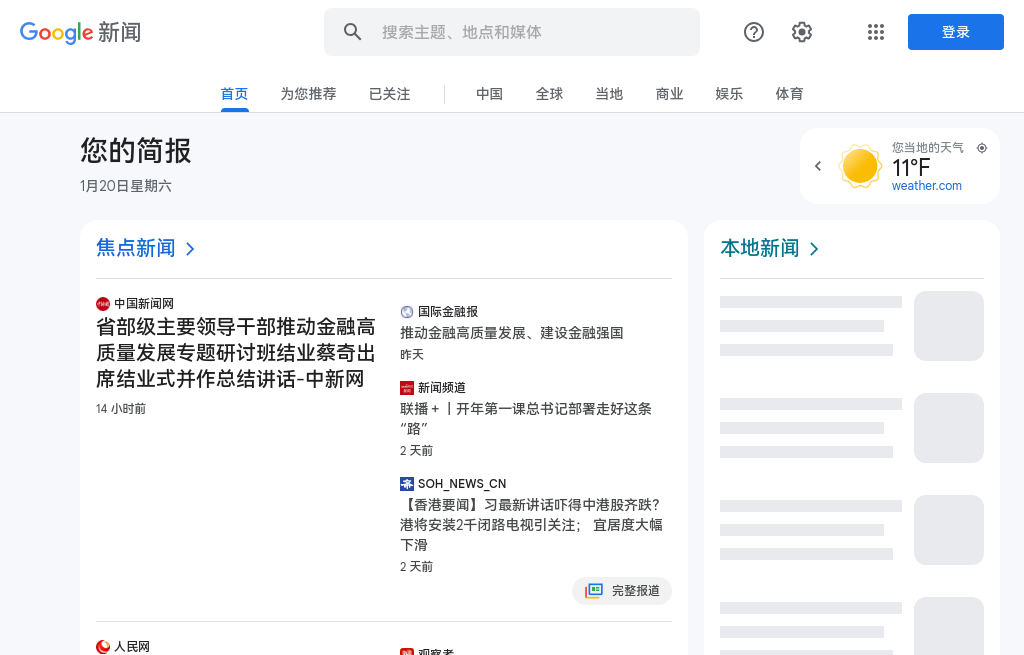 Google 新闻
搜索主题、地点和媒体
登录
首页
为您推荐
已关注
中国
全球
当地
商业
娱乐
体育
您的简报
1月20日星期六
您当地的天气
11°F
weather.com
焦点新闻
中国新闻网
省部级主要领导干部推动金融高
质量发展专题研讨班结业蔡奇出
席结业式并作总结讲话-中新网
14 小时前
国际金融报
推动金融高质量发展、建设金融强国
昨天
新闻频道
联播+丨开年第一课总书记部署走好这条
“路”
2 天前
SOH_NEWS_CN
【香港要闻】习最新讲话吓得中港股齐跌?
港将安装2千闭路电视引关注； 宜居度大幅
下滑
2 天前
完整报道
人民网
观察者
本地新闻